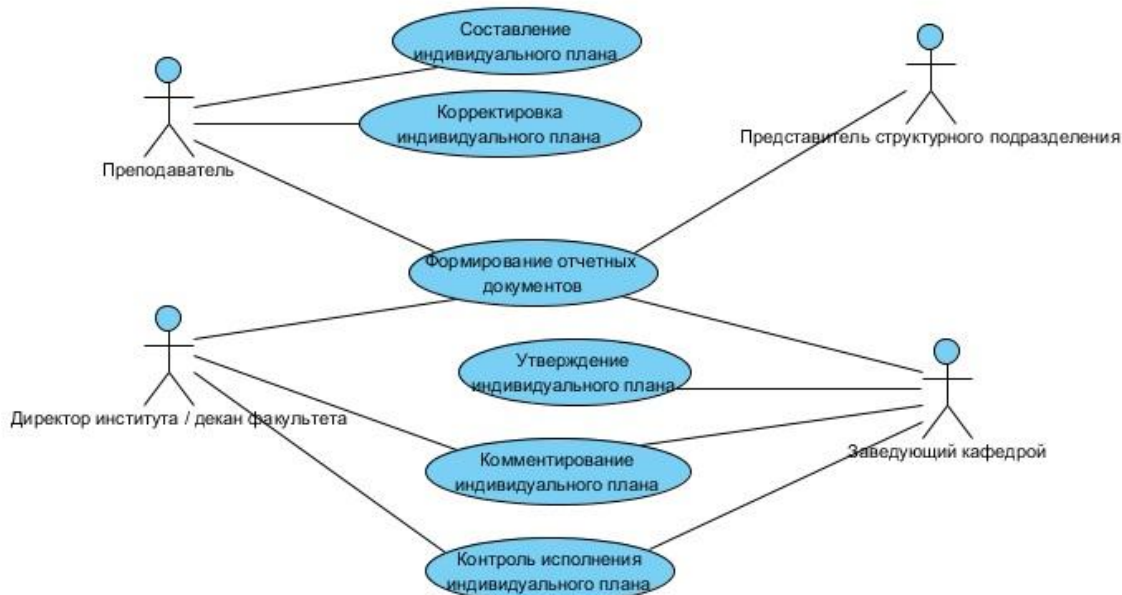 Составление
индивидуального плана
Корректировка
индивидуального плана
Преподаватель
Представитель структурного подразделения
Формирование отчетных
документов
Утверждение
индивидуального плана
Директор института / декан факультета
Заведующий кафедрой
Комментирование
индивидуального плана
Контроль исполнения
индивидуального плана